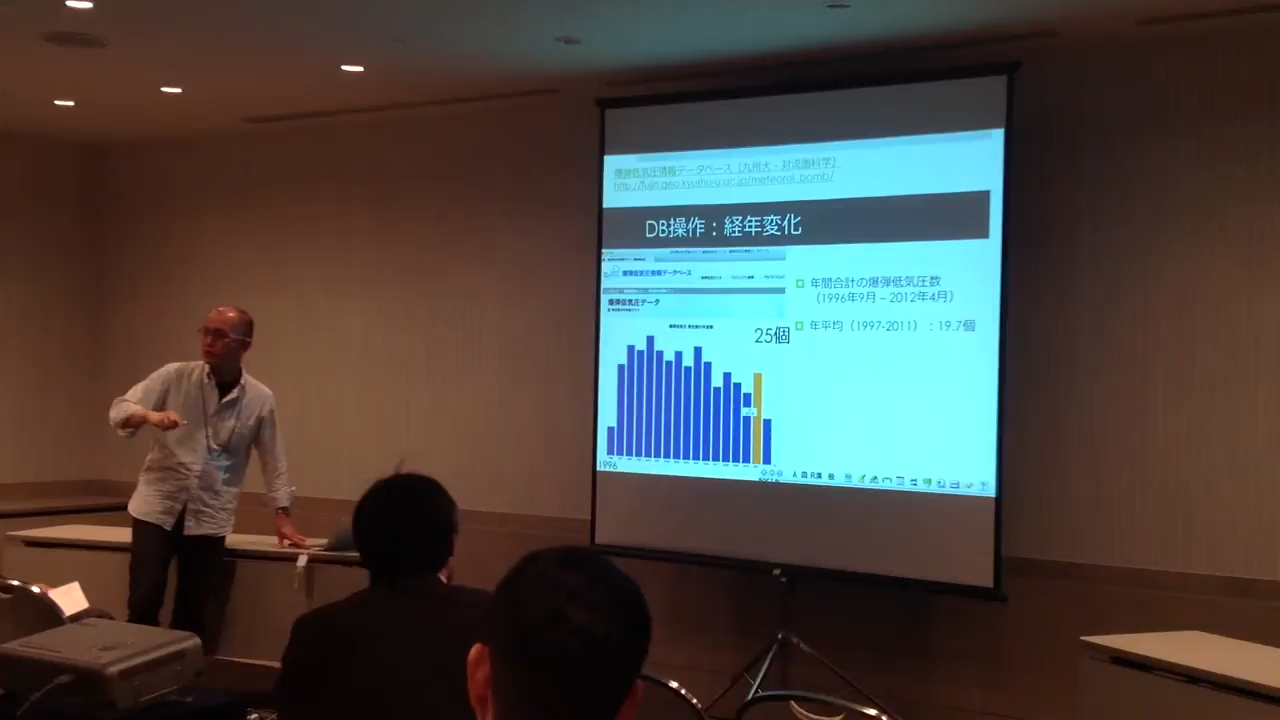 爆弾低気圧情報データベース（九州大・対流圏科学）
http://fujin.geo.kyushu-u.ac.jp/meteorol_bomb/
DB操作：経年変化
爆弾低気圧情報データベース
爆弾低気圧データ
25個
1996
年間合計の爆弾低気圧数
（1996年9月 – 2012年4月）
年平均（1997-2011）：19.7個